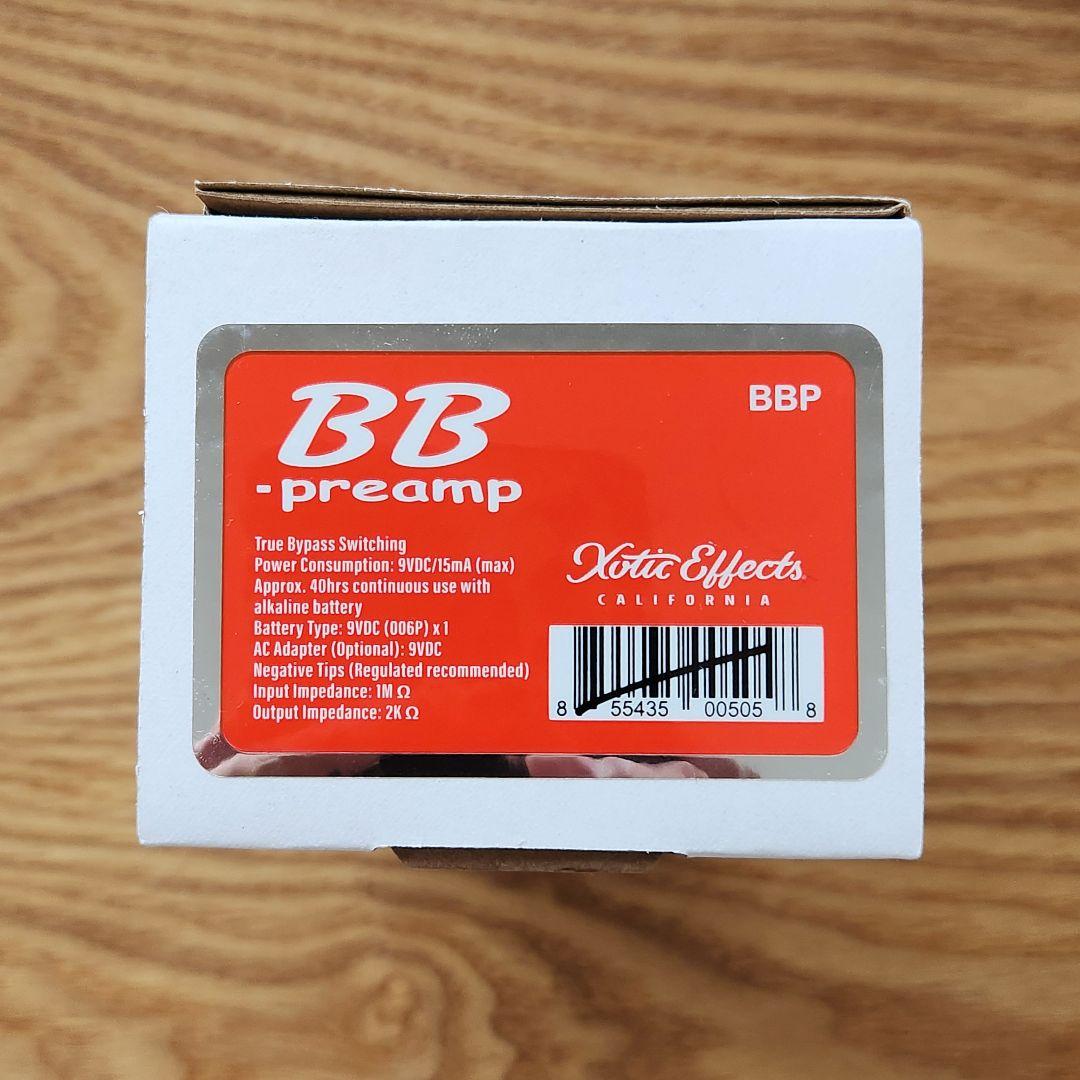 BB
-preamp
BBP
True Bypass Switching
Power Consumption: 9VDC/15mA (max)
Approx. 40hrs continuous use with
alkaline battery
Battery Type: 9VDC (006P) x 1
AC Adapter (Optional): 9VDC
Negative Tips (Regulated recommended)
Input Impedance: 1M Ω
Output Impedance: 2K Ω
Xotic Effects
CALIFORNIA
8 55435 00505 8